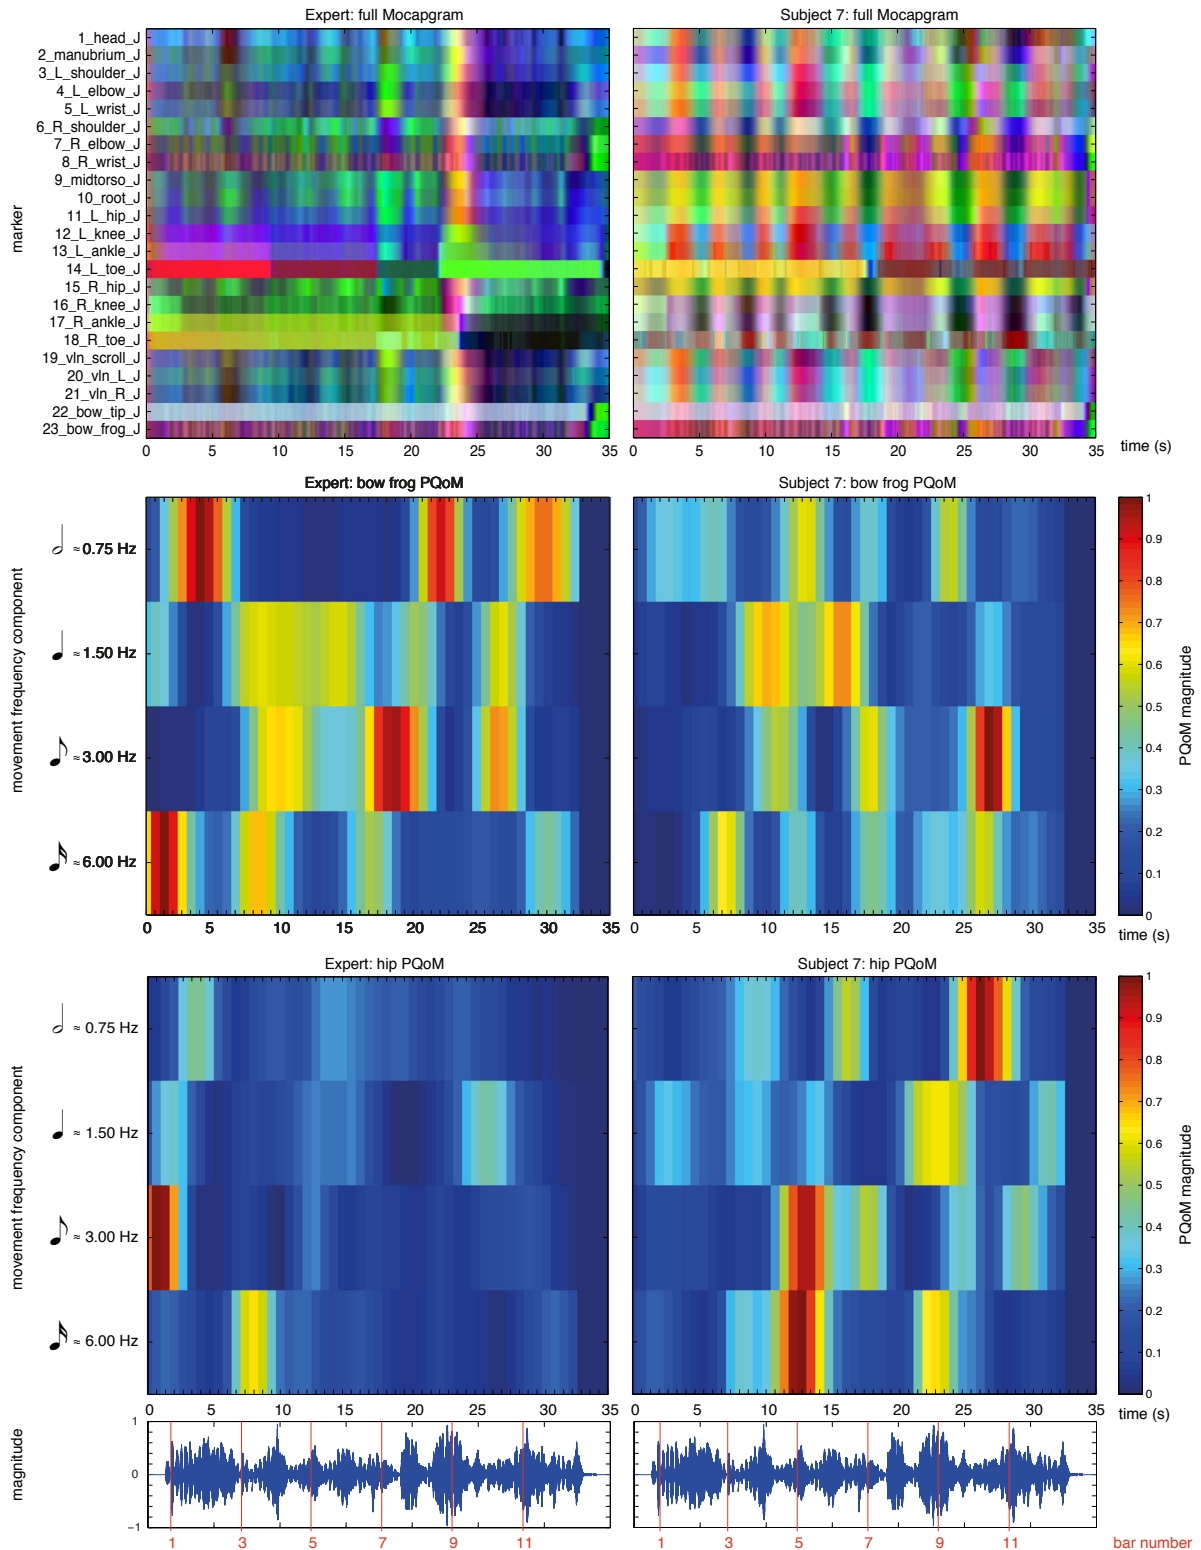 Expert: full Mocapgram
Subject 7: full Mocapgram
marker
1_head_J
2_manubrium_J
3_L_shoulder_J
4_L_elbow_J
5_L_wrist_J
6_R_shoulder_J
7_R_elbow_J
8_R_wrist_J
9_midtorso_J
10_root_J
11_L_hip_J
12_L_knee_J
13_L_ankle_J
14_L_toe_J
15_R_hip_J
16_R_knee_J
17_R_ankle_J
18_R_toe_J
19_vln_scroll_J
20_vln_L_J
21_vln_R_J
22_bow_tip_J
23_bow_frog_J
0 5 10 15 20 25 30 35
0 5 10 15 20 25 30 35
time (s)
Expert: bow frog PQoM
Subject 7: bow frog PQoM
movement frequency component
≈0.75 Hz
≈1.50 Hz
≈3.00 Hz
≈6.00 Hz
0 5 10 15 20 25 30 35
0 5 10 15 20 25 30 35
1
0.9
0.8
0.7
0.6
0.5
0.4
0.3
0.2
0.1
0
PQoM magnitude
time (s)
Expert: hip PQoM
Subject 7: hip PQoM
movement frequency component
≈ 0.75 Hz
≈ 1.50 Hz
≈ 3.00 Hz
≈ 6.00 Hz
0 5 10 15 20 25 30 35
0 5 10 15 20 25 30 35
1
0.9
0.8
0.7
0.6
0.5
0.4
0.3
0.2
0.1
0
PQoM magnitude
time (s)
magnitude
1
0
−1
1 3 5 7 9 11
1 3 5 7 9 11
bar number